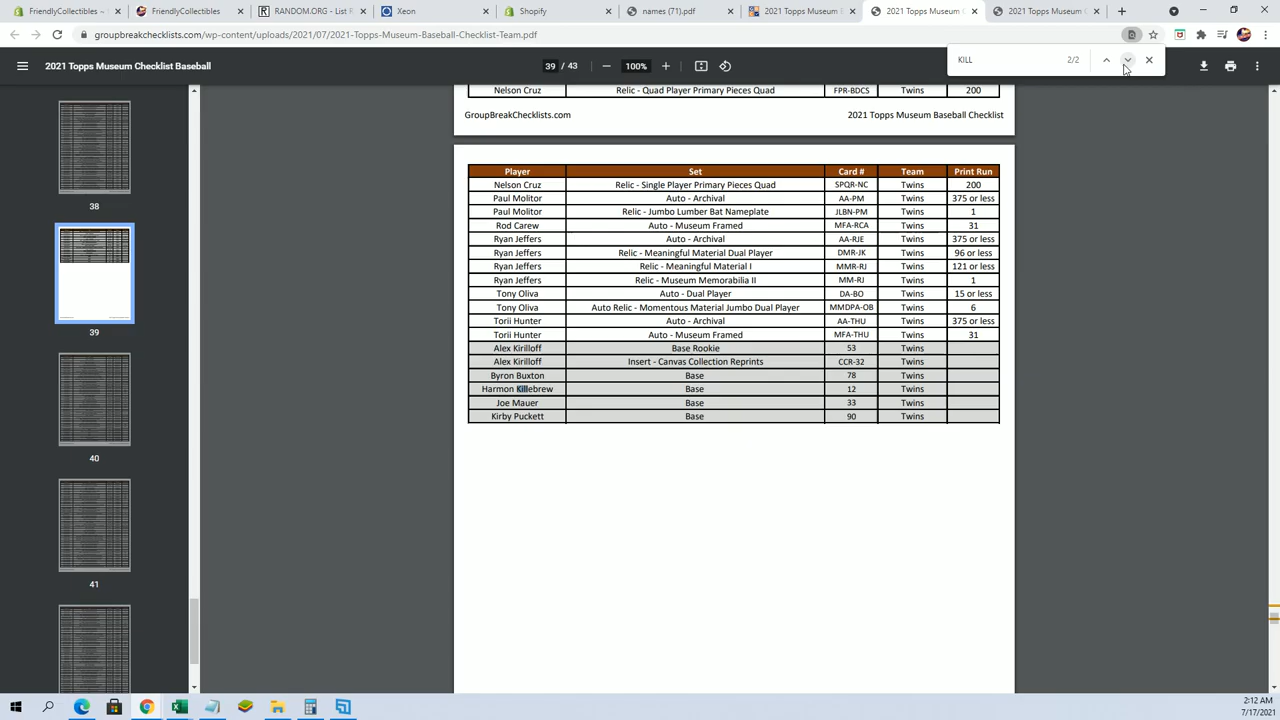 FriendlyCollectibles ~
FriendlyCollectibles
RANDOM.ORG - List R
Xeon
Shopify
names (71).pdf
2021 Topps Museum B
2021 Topps Museum C
2021 Topps Museum C
groupbreakchecklists.com/wp-content/uploads/2021/07/2021-Topps-Museum-Baseball-Checklist-Team.pdf
KILL 2/2
2021 Topps Museum Baseball Checklist
39 / 43
100%
Nelson Cruz Relic - Quad Player Primary Pieces Quad FPR-BDCS Twins 200
GroupBreakChecklists.com 2021 Topps Museum Baseball Checklist
Player Set Card # Team Print Run
Nelson Cruz Relic - Single Player Primary Pieces Quad SPQR-NC Twins 200
Paul Molitor Auto - Archival AA-PM Twins 375 or less
Paul Molitor Relic - Jumbo Lumber Bat Nameplate JLBN-PM Twins 1
Rod Carew Auto - Museum Framed MFA-RCA Twins 31
Ryan Jeffers Auto - Archival AA-RJE Twins 375 or less
Ryan Jeffers Relic - Meaningful Material Dual Player DMR-JK Twins 96 or less
Ryan Jeffers Relic - Meaningful Material I MMR-RJ Twins 121 or less
Ryan Jeffers Relic - Museum Memorabilia II MM-RJ Twins 1
Tony Oliva Auto - Dual Player DA-BO Twins 15 or less
Tony Oliva Auto Relic - Momentous Material Jumbo Dual Player MMDPA-OB Twins 6
Torii Hunter Auto - Archival AA-THU Twins 375 or less
Torii Hunter Auto - Museum Framed MFA-THU Twins 31
Alex Kirilloff Base Rookie 53 Twins
Alex Kirilloff Insert - Canvas Collection Reprints CCR-32 Twins
Byron Buxton Base 78 Twins
Harmon Killebrew Base 12 Twins
Joe Mauer Base 33 Twins
Kirby Puckett Base 90 Twins
38
39
40
41
2:12 AM
7/17/2021